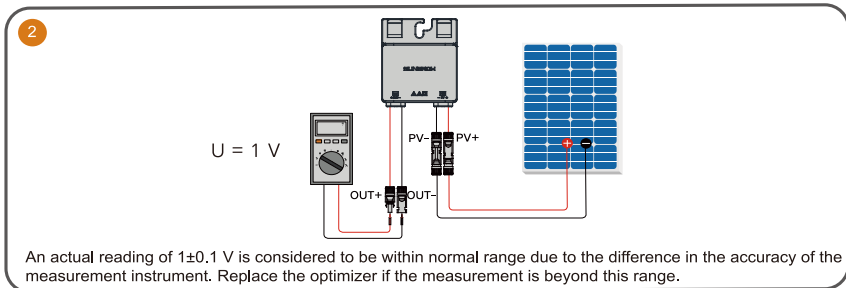 2
SUNGROW
U = 1 V
PV-
PV+
OUT+
OUT-
An actual reading of 1±0.1 V is considered to be within normal range due to the difference in the accuracy of the
measurement instrument. Replace the optimizer if the measurement is beyond this range.